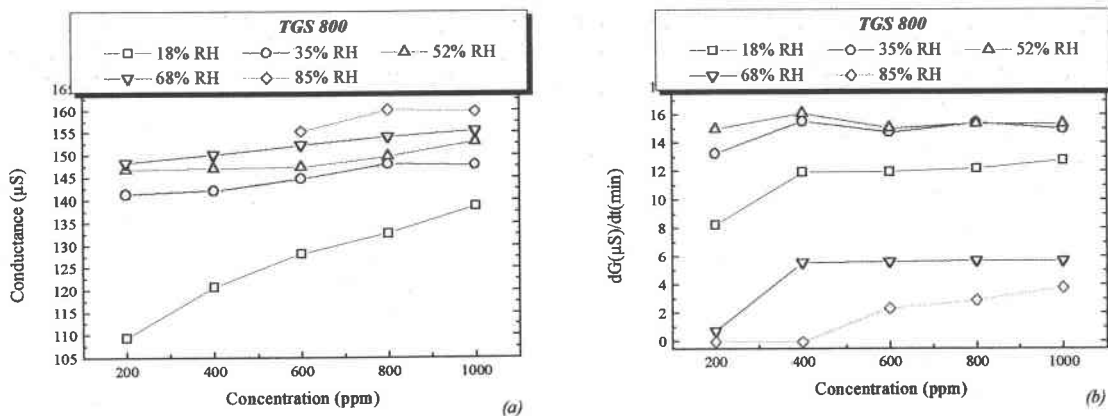 TGS 800
18% RH 35% RH 52% RH
68% RH 85% RH
160
155
150
145
140
135
130
125
120
115
110
105
Conductance (µS)
200 400 600 800 1000
Concentration (ppm)
(a)
TGS 800
18% RH 35% RH 52% RH
68% RH 85% RH
16
14
12
10
8
6
4
2
0
dG(µS)/dt(min)
200 400 600 800 1000
Concentration (ppm)
(b)